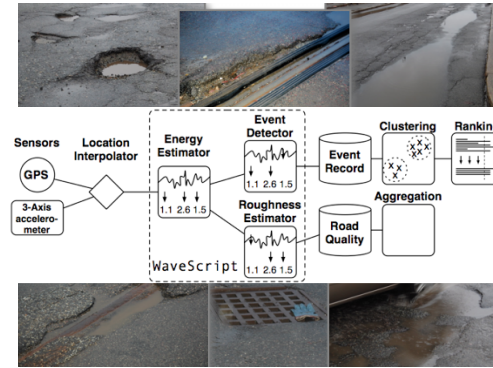 Sensors
GPS
3-Axis
accelero-
meter
Location
Interpolator
Energy
Estimator
1.1 2.6 1.5
Event
Detector
1.1 2.6 1.5
Roughness
Estimator
1.1 2.6 1.5
WaveScript
Event
Record
Road
Quality
Clustering
Aggregation